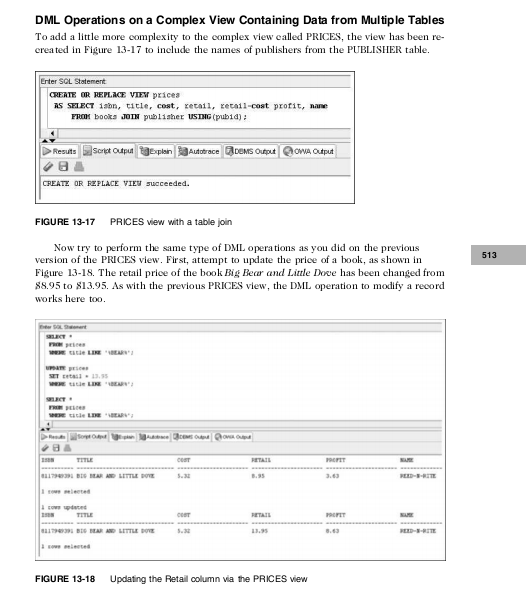 DML Operations on a Complex View Containing Data from Multiple Tables
To add a little more complexity to the complex view called PRICES, the view has been re-
created in Figure 13-17 to include the names of publishers from the PUBLISHER table.
Enter SQL Statement:
CREATE OR REPLACE VIEW prices
AS SELECT isbn, title, cost, retail, retail-cost profit, name
FROM books JOIN publisher USING(pubid);
Results Script Output Explain Autotrace DBMS Output OWA Output
CREATE OR REPLACE VIEW succeeded.
FIGURE 13-17 PRICES view with a table join
Now try to perform the same type of DML operations as you did on the previous
version of the PRICES view. First, attempt to update the price of a book, as shown in
Figure 13-18. The retail price of the book Big Bear and Little Dove has been changed from
$8.95 to $13.95. As with the previous PRICES view, the DML operation to modify a record
works here too.
513
Enter SQL Statement:
SELECT *
FROM prices
WHERE title LIKE '%BEAR%';
UPDATE prices
SET retail = 13.95
WHERE title LIKE '%BEAR%';
SELECT *
FROM prices
WHERE title LIKE '%BEAR%';
Results Script Output Explain Autotrace DBMS Output OWA Output
ISBN TITLE COST RETAIL PROFIT NAME
BIG BEAR AND LITTLE DOVE 5.32 8.95 3.63 REED-N-RITE
1 rows selected
1 rows updated
ISBN TITLE COST RETAIL PROFIT NAME
BIG BEAR AND LITTLE DOVE 5.32 13.95 8.63 REED-N-RITE
1 rows selected
FIGURE 13-18 Updating the Retail column via the PRICES view